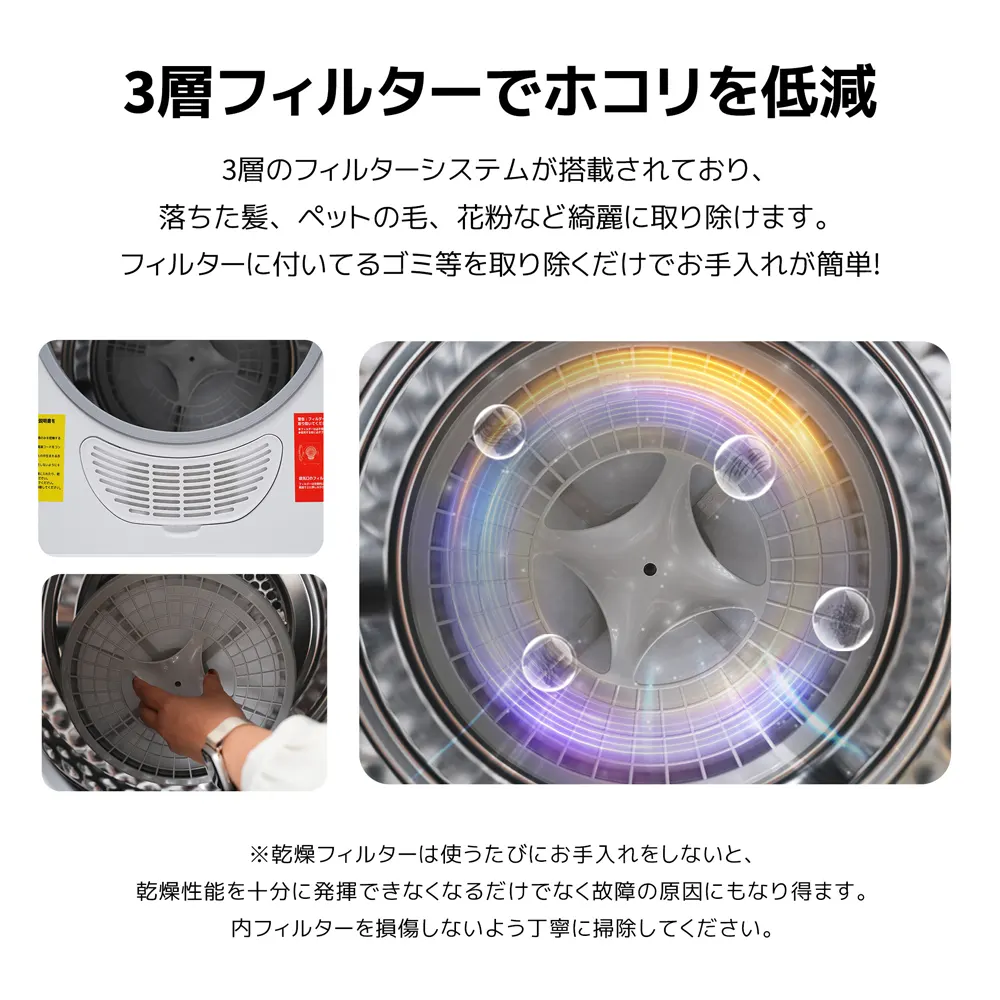 3層フィルターでホコリを低減
3層のフィルターシステムが搭載されており、
落ちた髪、ペットの毛、花粉など綺麗に取り除けます。
フィルターに付いてるゴミ等を取り除くだけでお手入れが簡単!
※乾燥フィルターは使うたびにお手入れをしないと、
乾燥性能を十分に発揮できなくなるだけでなく故障の原因にもなり得ます。
内フィルターを損傷しないよう丁寧に掃除してください。